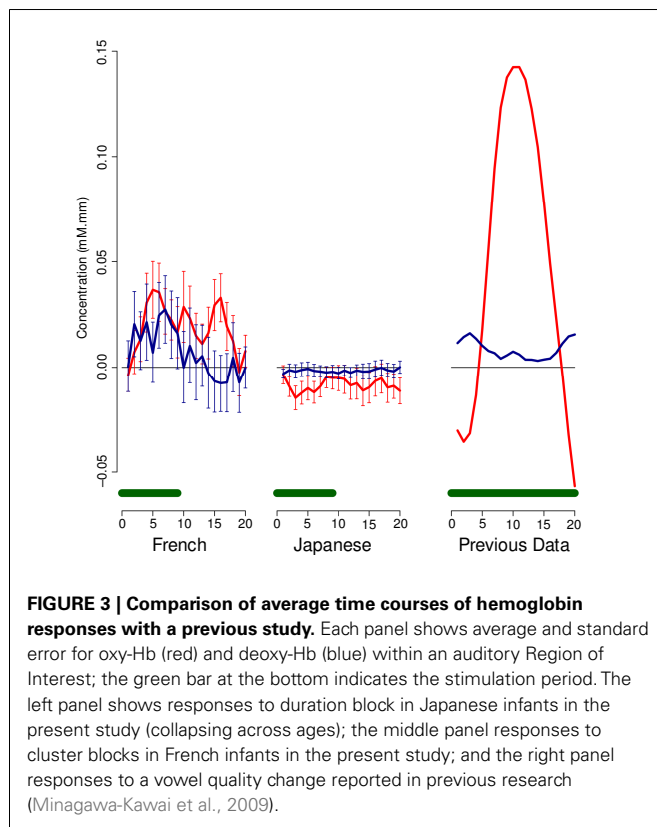 0.15
0.10
0.05
0.00
-0.05
Concentration (mM.mm)
0 5 10 15 20
0 5 10 15 20
0 5 10 15 20
French
Japanese
Previous Data
FIGURE 3 | Comparison of average time courses of hemoglobin
responses with a previous study. Each panel shows average and standard
error for oxy-Hb (red) and deoxy-Hb (blue) within an auditory Region of
Interest; the green bar at the bottom indicates the stimulation period. The
left panel shows responses to duration block in Japanese infants in the
present study (collapsing across ages); the middle panel responses to
cluster blocks in French infants in the present study; and the right panel
responses to a vowel quality change reported in previous research
(Minagawa-Kawai et al., 2009).